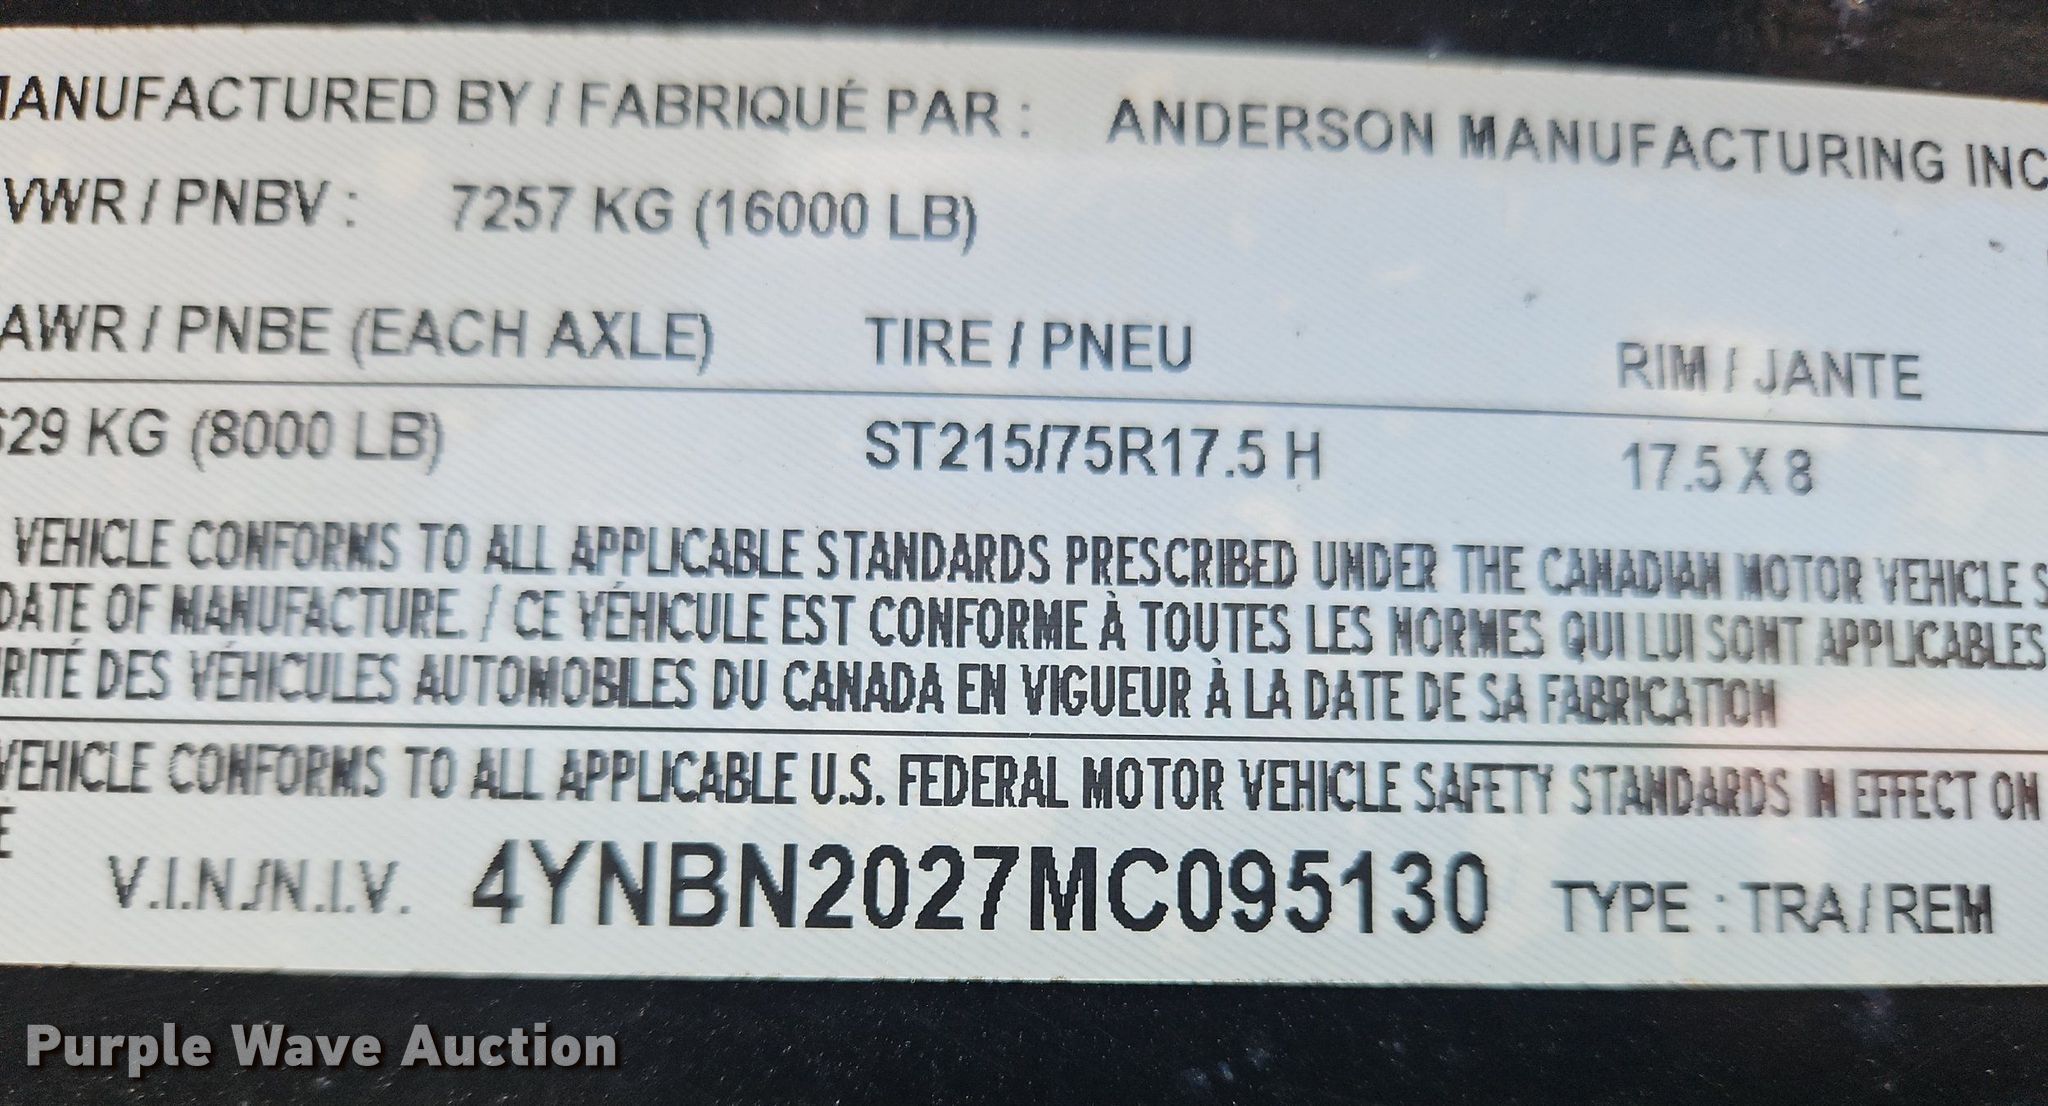 MANUFACTURED BY / FABRIQUÉ PAR : ANDERSON MANUFACTURING INC
VWR / PNBV : 7257 KG (16000 LB)
AWR / PNBE (EACH AXLE) TIRE / PNEU RIM / JANTE
629 KG (8000 LB) ST215/75R17.5 H 17.5 X 8
VEHICLE CONFORMS TO ALL APPLICABLE STANDARDS PRESCRIBED UNDER THE CANADIAN MOTOR VEHICLE S
DATE OF MANUFACTURE. / CE VÉHICULE EST CONFORME À TOUTES LES NORMES QUI LUI SONT APPLICABLES
RITÉ DES VÉHICULES AUTOMOBILES DU CANADA EN VIGUEUR À LA DATE DE SA FABRICATION
VEHICLE CONFORMS TO ALL APPLICABLE U.S. FEDERAL MOTOR VEHICLE SAFETY STANDARDS IN EFFECT ON
E
V.I.N./N.I.V. 4YNBN2027MC095130 TYPE : TRA / REM
Purple Wave Auction